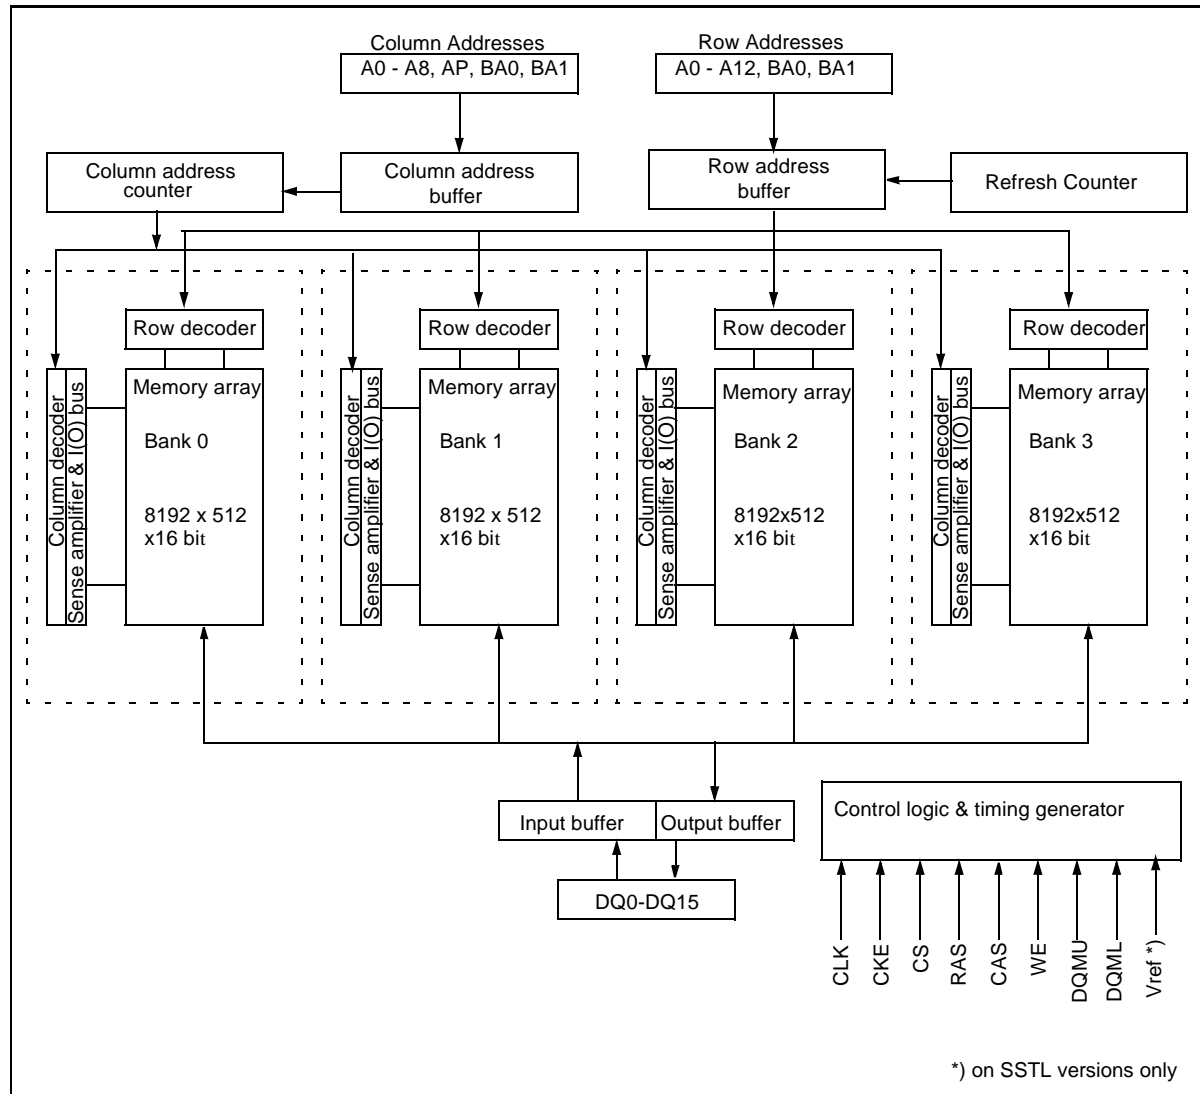 Column Addresses
A0 - A8, AP, BA0, BA1
Row Addresses
A0 - A12, BA0, BA1
Column address
counter
Column address
buffer
Row address
buffer
Refresh Counter
Row decoder
Row decoder
Row decoder
Row decoder
Column decoder
Sense amplifier & I(O) bus
Memory array
Bank 0
8192 x 512
x16 bit
Column decoder
Sense amplifier & I(O) bus
Memory array
Bank 1
8192 x 512
x16 bit
Column decoder
Sense amplifier & I(O) bus
Memory array
Bank 2
8192x512
x16 bit
Column decoder
Sense amplifier & I(O) bus
Memory array
Bank 3
8192x512
x16 bit
Input buffer
Output buffer
DQ0-DQ15
Control logic & timing generator
CLK
CKE
CS
RAS
CAS
WE
DQMU
DQML
Vref *)
*) on SSTL versions only